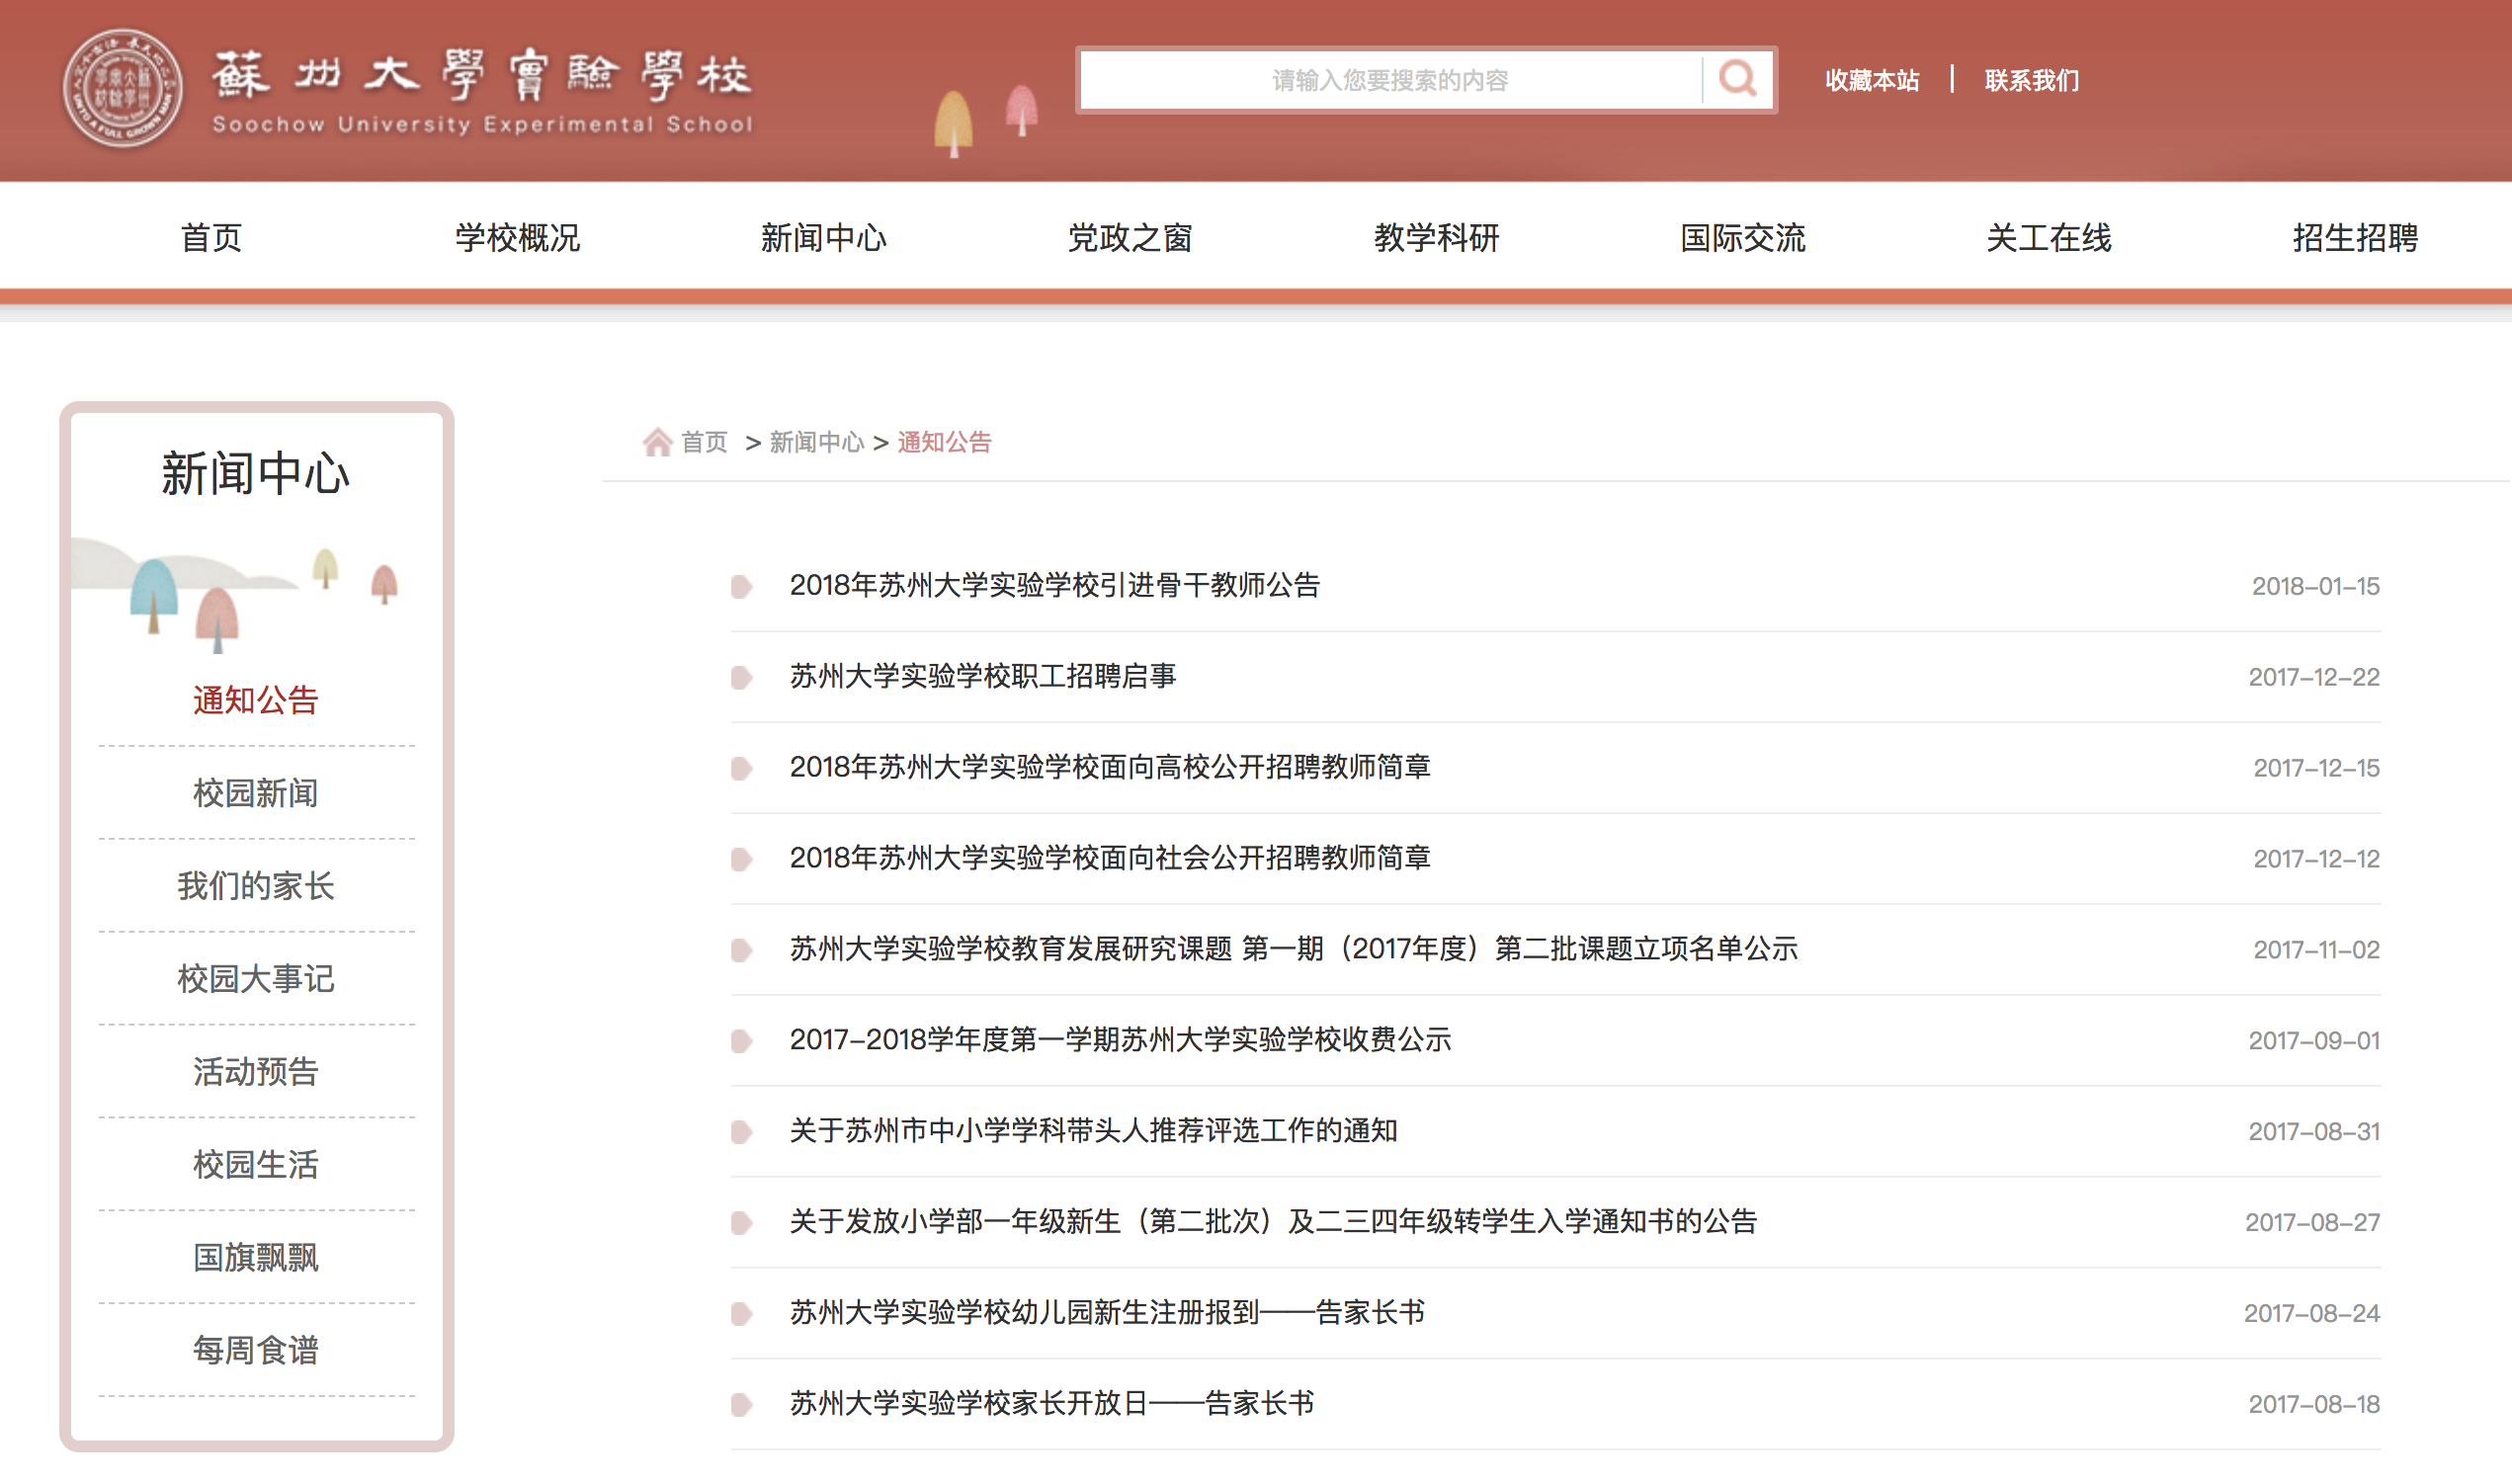 蘇州大學實驗學校
Soochow University Experimental School
请输入您要搜索的内容
收藏本站 | 联系我们
首页 学校概况 新闻中心 党政之窗 教学科研 国际交流 关工在线 招生招聘
新闻中心
通知公告
校园新闻
我们的家长
校园大事记
活动预告
校园生活
国旗飘飘
每周食谱
首页 > 新闻中心 > 通知公告
2018年苏州大学实验学校引进骨干教师公告 2018-01-15
苏州大学实验学校职工招聘启事 2017-12-22
2018年苏州大学实验学校面向高校公开招聘教师简章 2017-12-15
2018年苏州大学实验学校面向社会公开招聘教师简章 2017-12-12
苏州大学实验学校教育发展研究课题 第一期（2017年度）第二批课题立项名单公示 2017-11-02
2017-2018学年度第一学期苏州大学实验学校收费公示 2017-09-01
关于苏州市中小学学科带头人推荐评选工作的通知 2017-08-31
关于发放小学部一年级新生（第二批次）及二三四年级转学生入学通知书的公告 2017-08-27
苏州大学实验学校幼儿园新生注册报到——告家长书 2017-08-24
苏州大学实验学校家长开放日——告家长书 2017-08-18